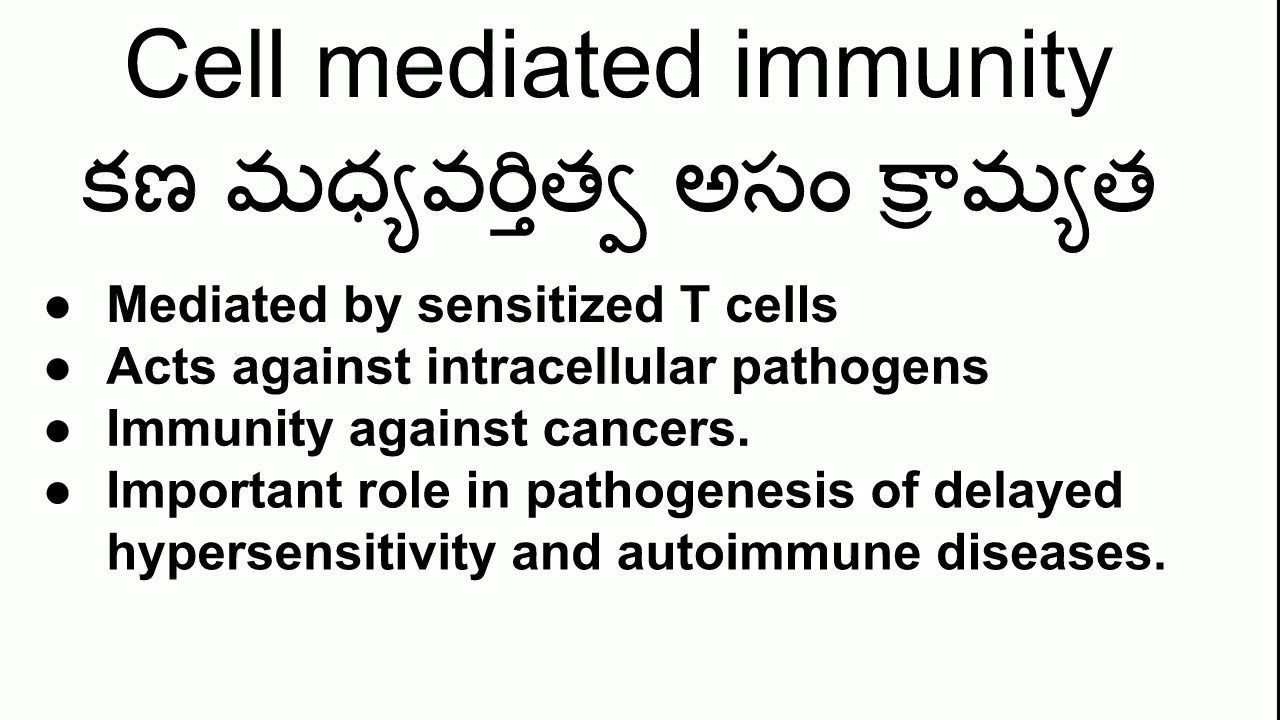 Cell mediated immunity
కణ మధ్యవర్తిత్వ అసం క్రామ్యత
● Mediated by sensitized T cells
● Acts against intracellular pathogens
● Immunity against cancers.
● Important role in pathogenesis of delayed
hypersensitivity and autoimmune diseases.